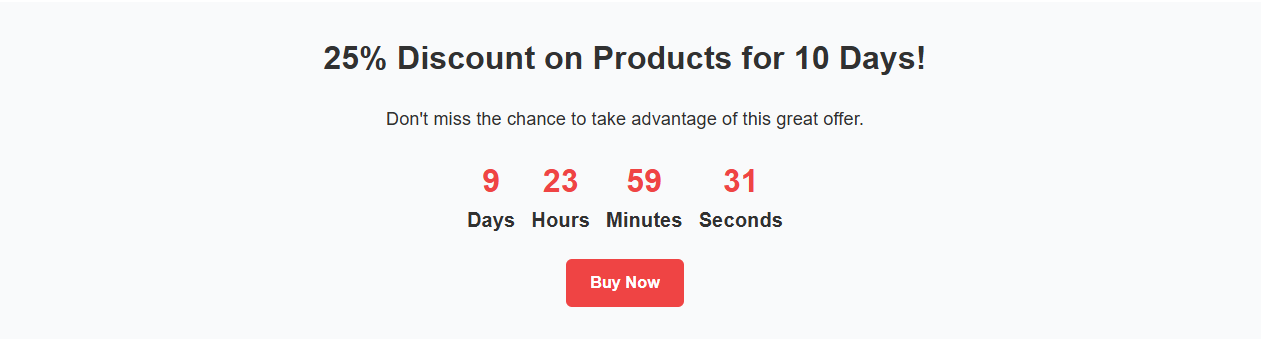 25% Discount on Products for 10 Days!
Don't miss the chance to take advantage of this great offer.
9 23 59 31
Days Hours Minutes Seconds
Buy Now